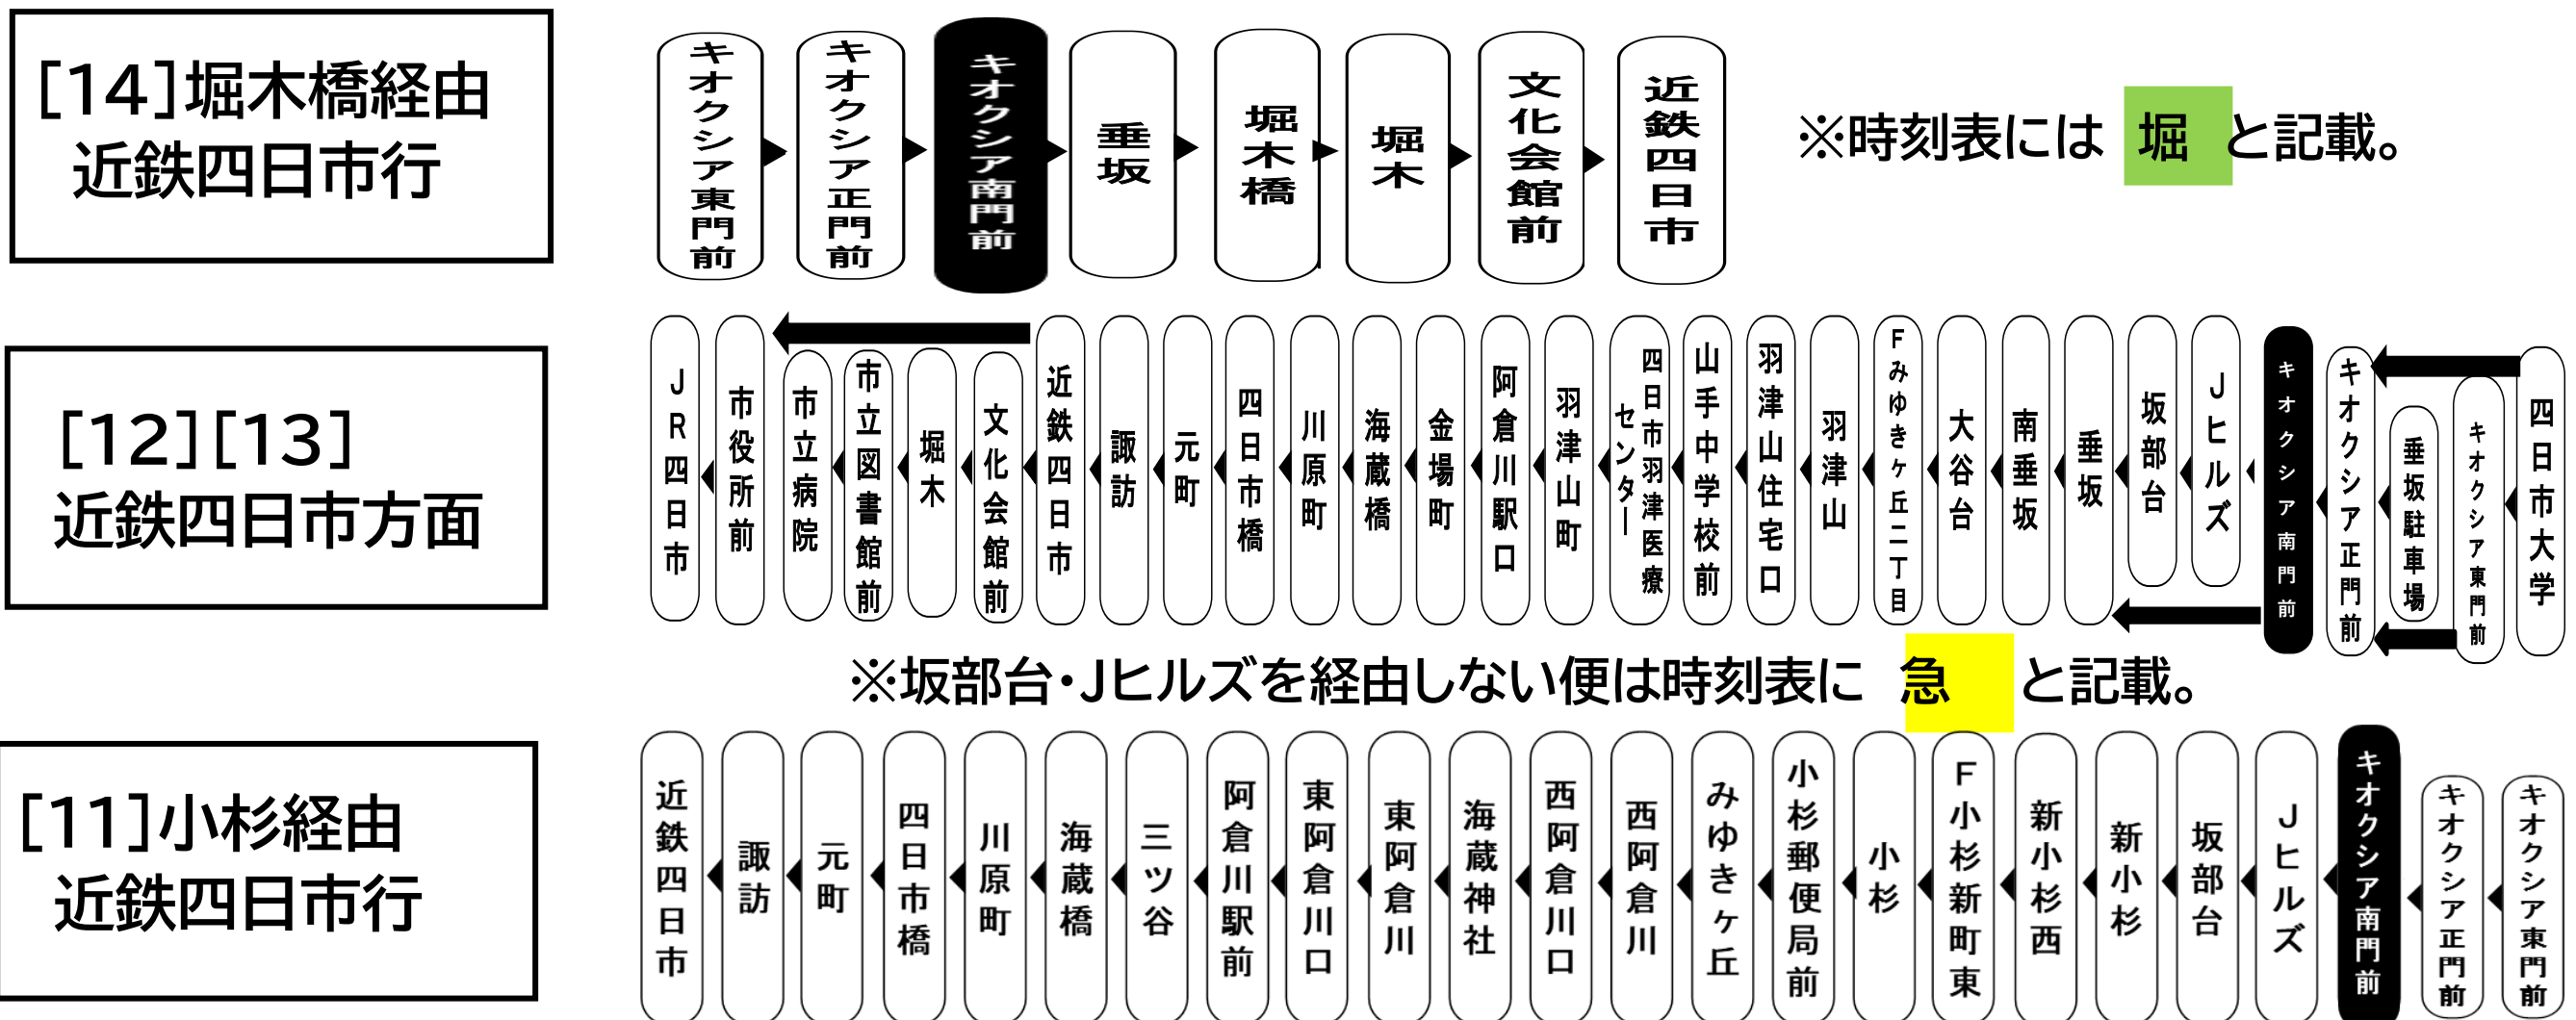 [14]堀木橋経由
近鉄四日市行
キオクシア東門前
キオクシア正門前
キオクシア南門前
垂坂
堀木橋
堀木
文化会館前
近鉄四日市
※時刻表には 堀 と記載。
[12][13]
近鉄四日市方面
JR四日市
市役所前
市立病院
市立図書館前
堀木
文化会館前
近鉄四日市
諏訪
元町
四日市橋
川原町
海蔵橋
金場町
阿倉川駅口
羽津山町
四日市羽津医療
センター
山手中学校前
羽津山住宅口
羽津山
Fみゆきヶ丘二丁目
大谷台
南垂坂
垂坂
坂部台
Jヒルズ
キオクシア南門前
キオクシア正門前
垂坂駐車場
キオクシア東門前
四日市大学
※坂部台・Jヒルズを経由しない便は時刻表に 急 と記載。
[11]小杉経由
近鉄四日市行
近鉄四日市
諏訪
元町
四日市橋
川原町
海蔵橋
三ツ谷
阿倉川駅前
東阿倉川口
東阿倉川
海蔵神社
西阿倉川口
西阿倉川
みゆきヶ丘
小杉郵便局前
小杉
F小杉新町東
新小杉西
新小杉
坂部台
Jヒルズ
キオクシア南門前
キオクシア正門前
キオクシア東門前